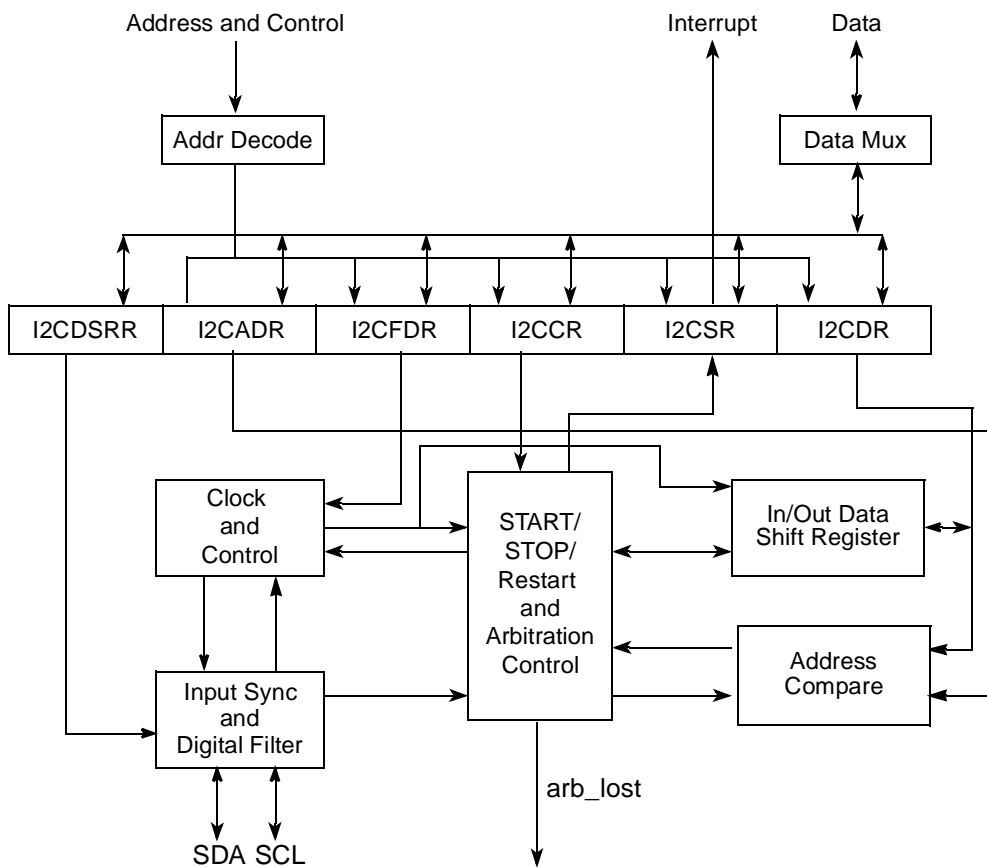 Address and Control
Interrupt
Data
Addr Decode
Data Mux
I2CDSRR
I2CADR
I2CFDR
I2CCR
I2CSR
I2CDR
Clock
and
Control
START/
STOP/
Restart
and
Arbitration
Control
In/Out Data
Shift Register
Input Sync
and
Digital Filter
Address
Compare
arb_lost
SDA
SCL